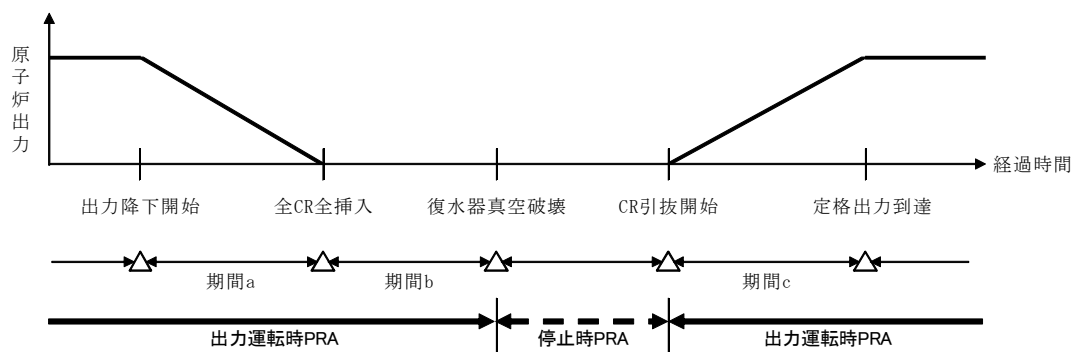 原子炉出力
経過時間
出力降下開始
全CR全挿入
復水器真空破壊
CR引抜開始
定格出力到達
期間a
期間b
期間c
出力運転時PRA
停止時PRA
出力運転時PRA